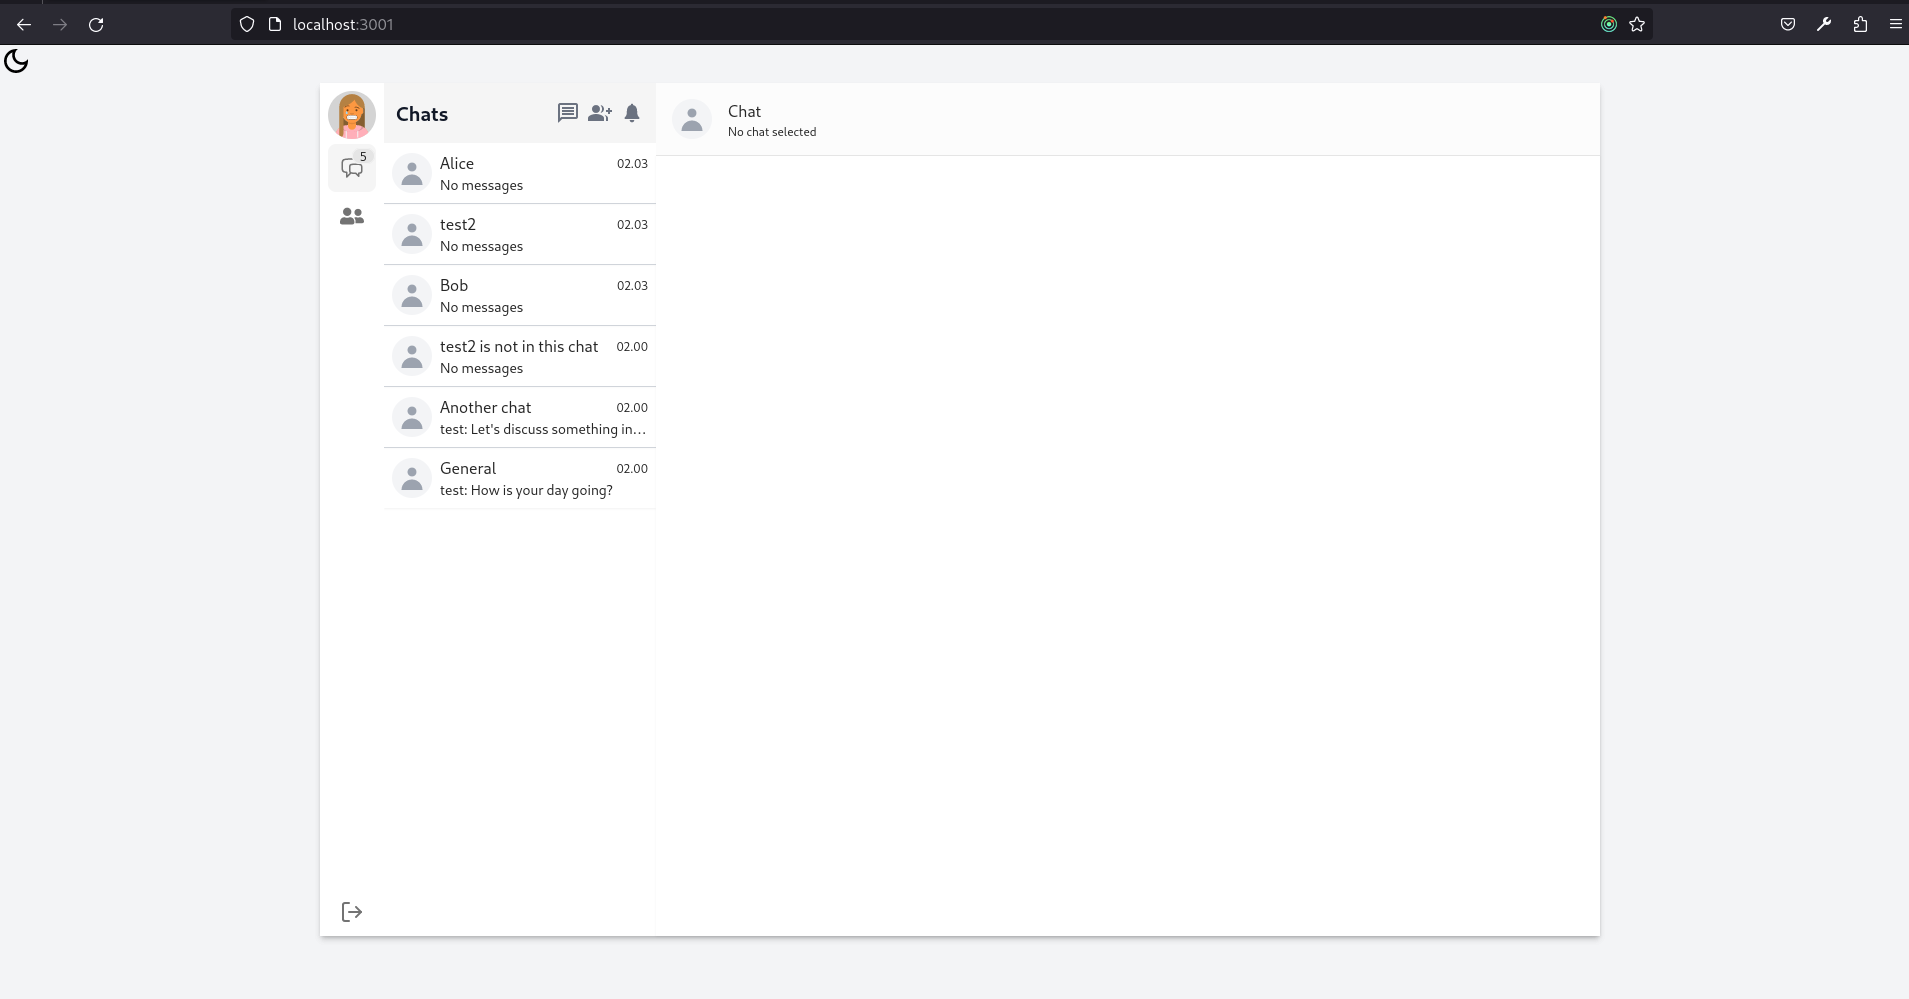 localhost:3001
Chats
5
Alice 02.03
No messages
test2 02.03
No messages
Bob 02.03
No messages
test2 is not in this chat 02.00
No messages
Another chat 02.00
test: Let's discuss something in...
General 02.00
test: How is your day going?
Chat
No chat selected